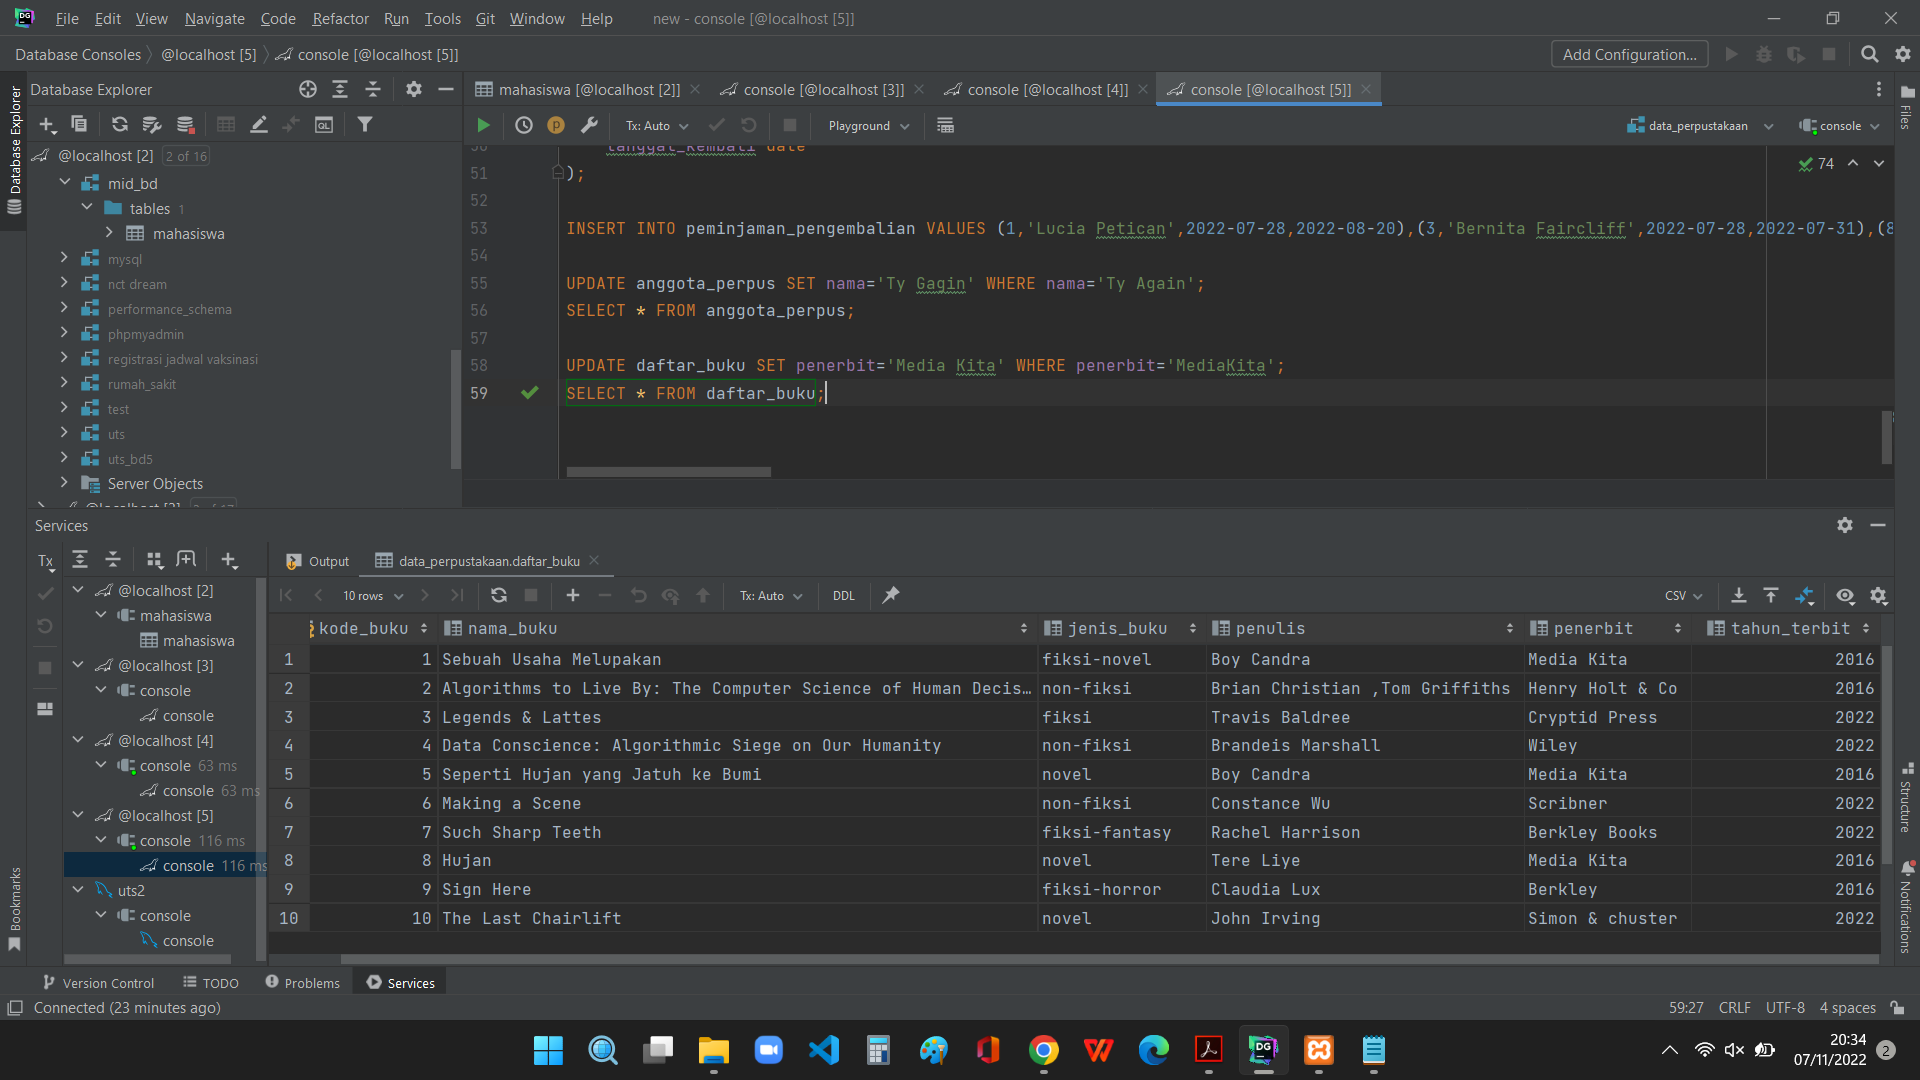 DG File Edit View Navigate Code Refactor Run Tools Git Window Help new - console [@localhost [5]]
Database Consoles @localhost [5] console [@localhost [5]] Add Configuration...
Database Explorer mahasiswa [@localhost [2]] console [@localhost [3]] console [@localhost [4]] console [@localhost [5]]
Tx: Auto Playground data_perpustakaan console
Database Explorer
Files
@localhost [2] 2 of 16
mid_bd
tables 1
mahasiswa
mysql
nct dream
performance_schema
phpmyadmin
registrasi jadwal vaksinasi
rumah_sakit
test
uts
uts_bd5
Server Objects
74
50 tanggal_kembali date
51 );
52
53 INSERT INTO peminjaman_pengembalian VALUES (1,'Lucia Petican',2022-07-28,2022-08-20),(3,'Bernita Faircliff',2022-07-28,2022-07-31),(8
54
55 UPDATE anggota_perpus SET nama='Ty Gagin' WHERE nama='Ty Again';
56 SELECT * FROM anggota_perpus;
57
58 UPDATE daftar_buku SET penerbit='Media Kita' WHERE penerbit='MediaKita';
59 SELECT * FROM daftar_buku;
Services
Tx
@localhost [2]
mahasiswa
mahasiswa
@localhost [3]
console
console
@localhost [4]
console 63 ms
console 63 ms
@localhost [5]
console 116 ms
console 116 ms
uts2
console
console
Output data_perpustakaan.daftar_buku
10 rows Tx: Auto DDL CSV
kode_buku nama_buku jenis_buku penulis penerbit tahun_terbit
1 1 Sebuah Usaha Melupakan fiksi-novel Boy Candra Media Kita 2016
2 2 Algorithms to Live By: The Computer Science of Human Decis… non-fiksi Brian Christian ,Tom Griffiths Henry Holt & Co 2016
3 3 Legends & Lattes fiksi Travis Baldree Cryptid Press 2022
4 4 Data Conscience: Algorithmic Siege on Our Humanity non-fiksi Brandeis Marshall Wiley 2022
5 5 Seperti Hujan yang Jatuh ke Bumi novel Boy Candra Media Kita 2016
6 6 Making a Scene non-fiksi Constance Wu Scribner 2022
7 7 Such Sharp Teeth fiksi-fantasy Rachel Harrison Berkley Books 2022
8 8 Hujan novel Tere Liye Media Kita 2016
9 9 Sign Here fiksi-horror Claudia Lux Berkley 2016
10 10 The Last Chairlift novel John Irving Simon & chuster 2022
Structure
Notifications
Bookmarks
Version Control TODO Problems Services
Connected (23 minutes ago) 59:27 CRLF UTF-8 4 spaces
DG
20:34
07/11/2022 2